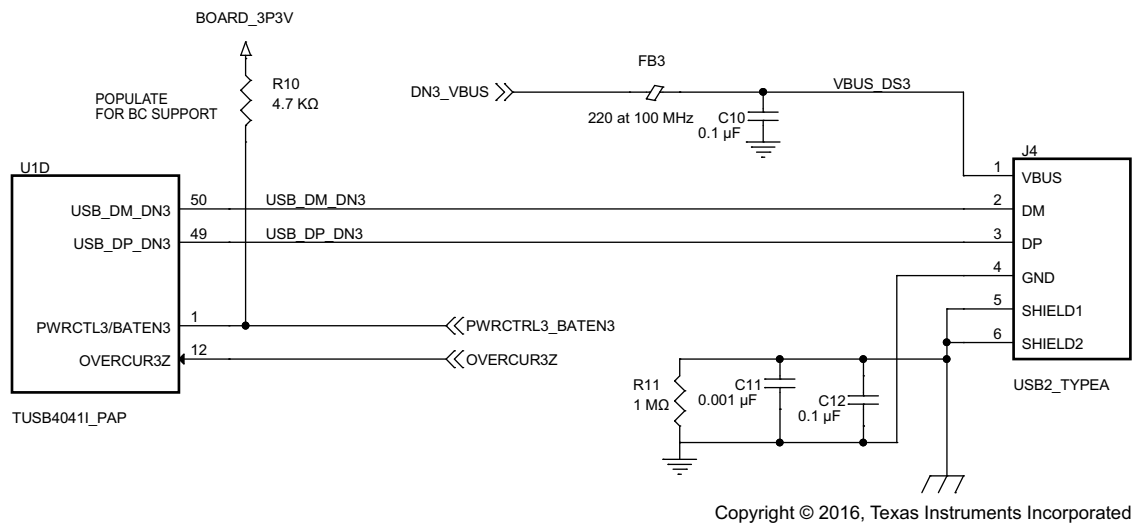 BOARD_3P3V
R10
4.7 KΩ
POPULATE
FOR BC SUPPORT
FB3
DN3_VBUS
220 at 100 MHz
VBUS_DS3
C10
0.1 µF
U1D
J4
USB_DM_DN3
50
USB_DM_DN3
USB_DP_DN3
49
USB_DP_DN3
PWRCTL3/BATEN3
1
PWRCTRL3_BATEN3
OVERCUR3Z
12
OVERCUR3Z
TUSB4041I_PAP
1
VBUS
2
DM
3
DP
4
GND
5
SHIELD1
6
SHIELD2
USB2_TYPEA
R11
1 MΩ
C11
0.001 µF
C12
0.1 µF
Copyright © 2016, Texas Instruments Incorporated